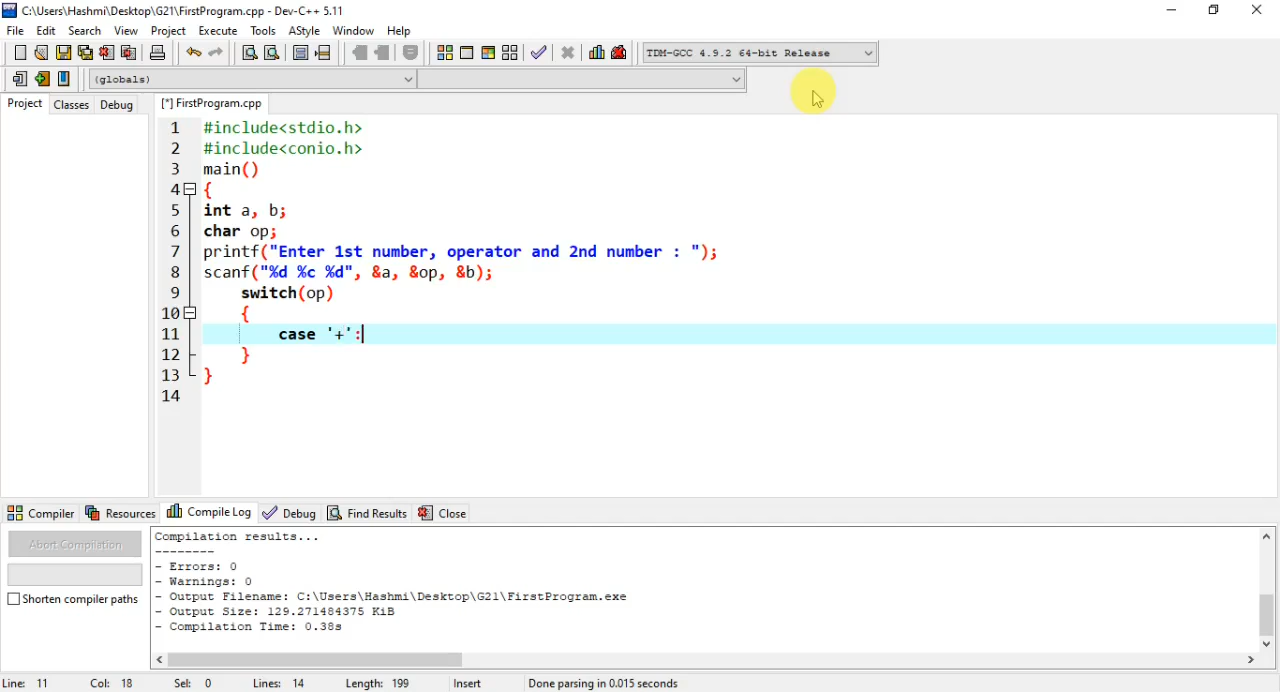 C:\Users\Hashmi\Desktop\G21\FirstProgram.cpp - Dev-C++ 5.11
File Edit Search View Project Execute Tools AStyle Window Help
TDM-GCC 4.9.2 64-bit Release
(globals)
Project Classes Debug [*] FirstProgram.cpp
1 #include<stdio.h>
2 #include<conio.h>
3 main()
4 {
5 int a, b;
6 char op;
7 printf("Enter 1st number, operator and 2nd number : ");
8 scanf("%d %c %d", &a, &op, &b);
9 switch(op)
10 {
11 case '+':
12 }
13 }
14
Compiler Resources Compile Log Debug Find Results Close
Abort Compilation
Shorten compiler paths
Compilation results...
--------
- Errors: 0
- Warnings: 0
- Output Filename: C:\Users\Hashmi\Desktop\G21\FirstProgram.exe
- Output Size: 129.271484375 KiB
- Compilation Time: 0.38s
Line: 11 Col: 18 Sel: 0 Lines: 14 Length: 199 Insert Done parsing in 0.015 seconds